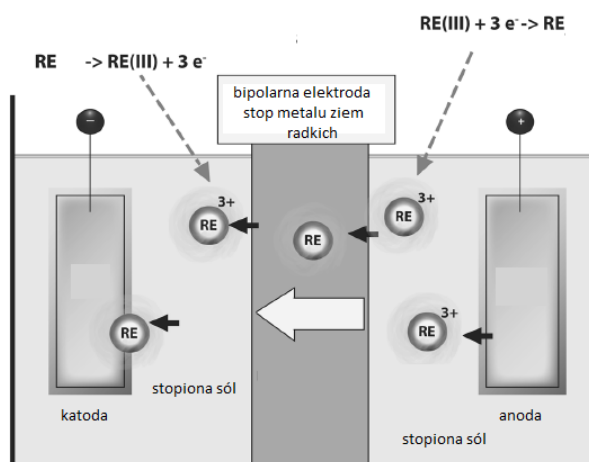 RE(III) + 3 e⁻-> RE
RE -> RE(III) + 3 e⁻
bipolarna elektroda
stop metalu ziem
radkich
−
+
3+
RE
3+
RE
RE
3+
RE
RE
stopiona sól
katoda
anoda
stopiona sól